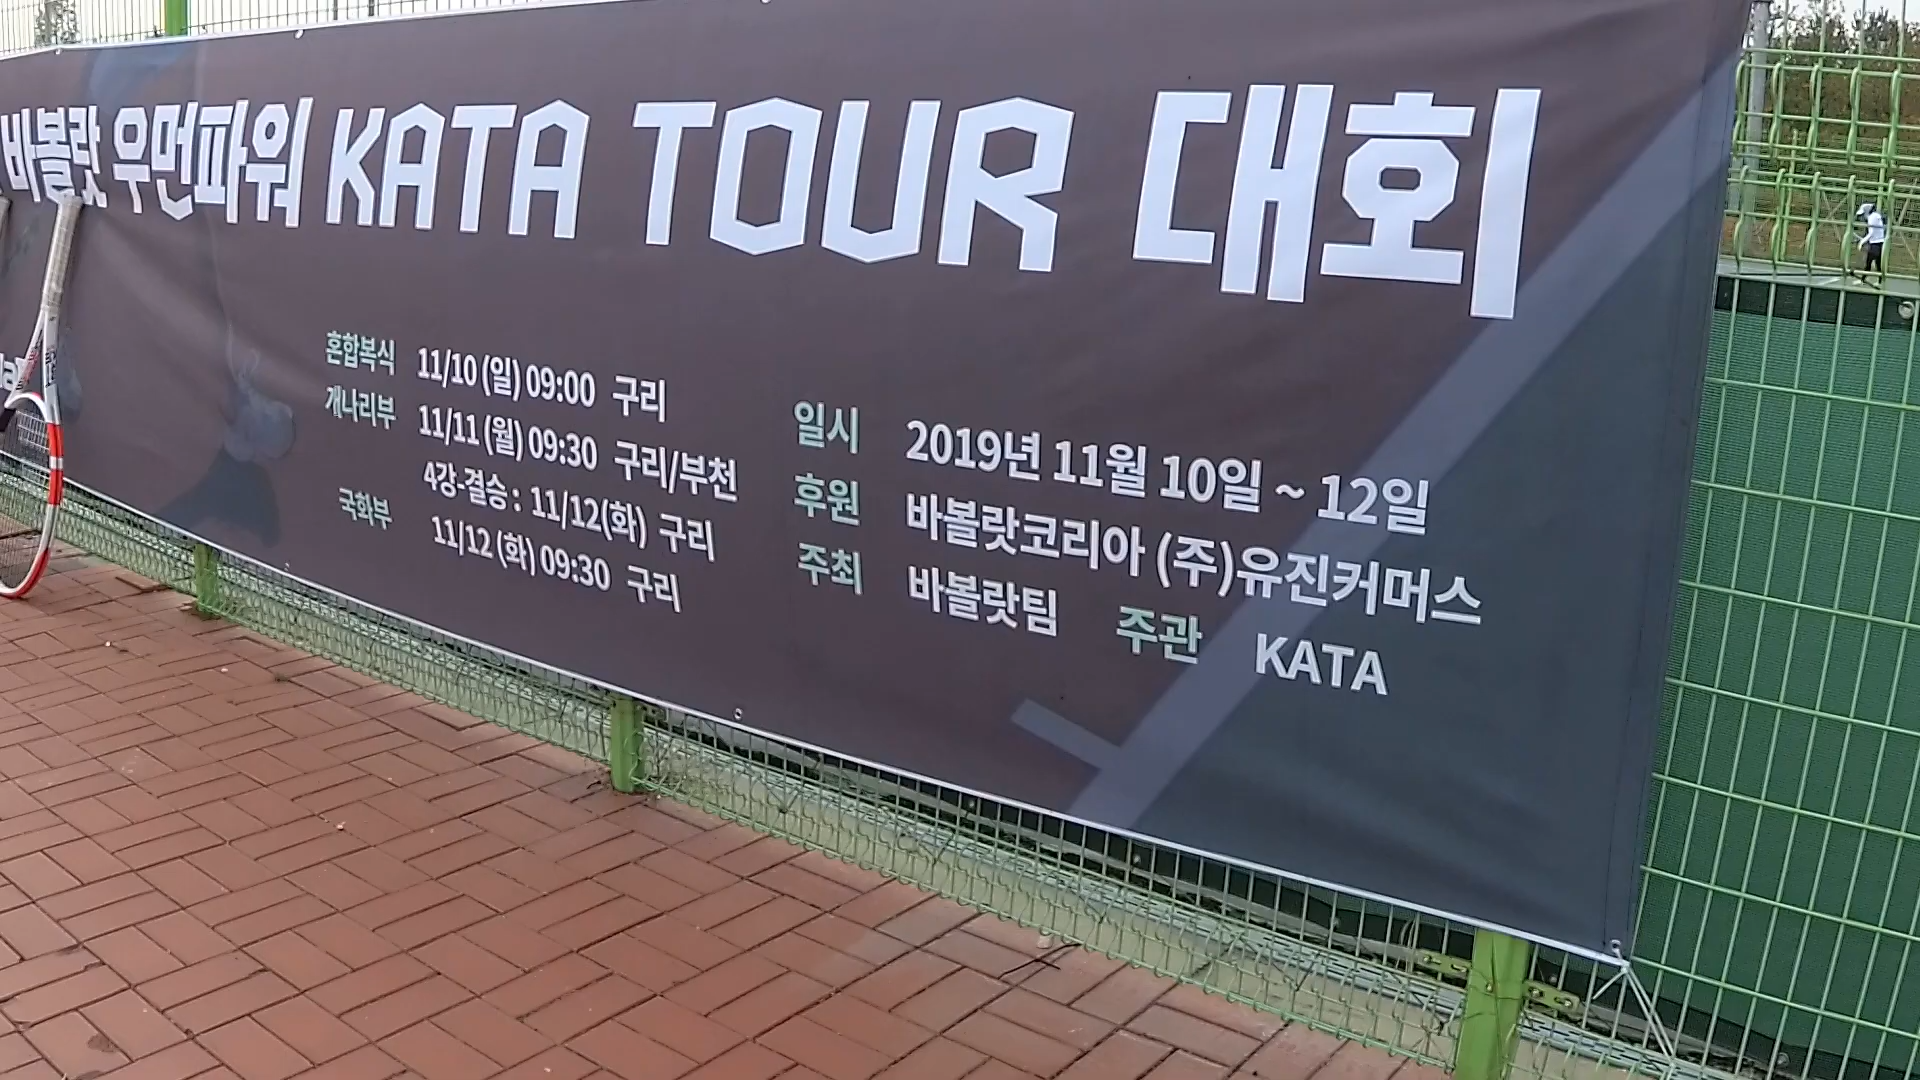 바볼랏 우먼파워 KATA TOUR 대회
혼합복식 11/10 (일) 09:00 구리
개나리부 11/11 (월) 09:30 구리/부천
4강-결승 : 11/12(화) 구리
국화부 11/12 (화) 09:30 구리
일시 2019년 11월 10일 ~ 12일
후원 바볼랏코리아 (주)유진커머스
주최 바볼랏팀 주관 KATA